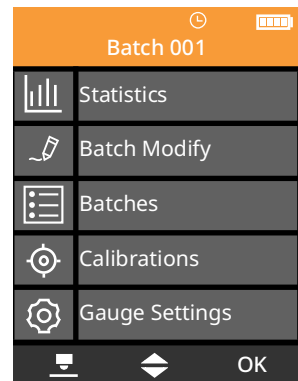 Batch 001
Statistics
Batch Modify
Batches
Calibrations
Gauge Settings
OK